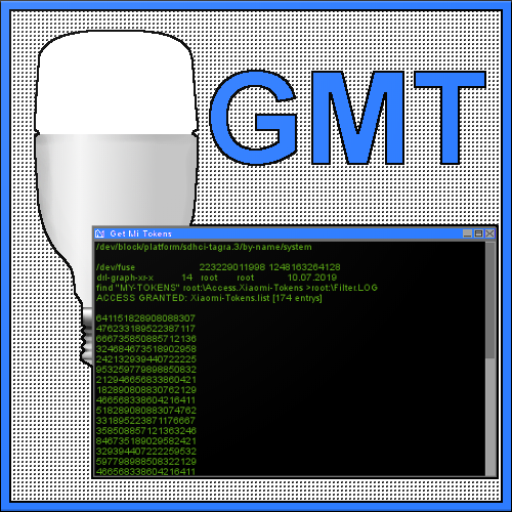 GMT
Get Mi Tokens
/dev/block/platform/sdhci-tagra.3/by-name/system
/dev/fuse 223229011998 1248163264128
drl-graph-xr-x 14 root root 10.07.2019
find "MY-TOKENS" root:\Access.Xiaomi-Tokens >root:\Filter.LOG
ACCESS GRANTED: Xiaomi-Tokens.list [174 entrys]
641151828908088307
476233189522387117
666735850885712136
324684673518902958
242132939440722225
953259779898850832
212946656833860421
182890808830762129
466568338604216411
518289080883074762
331895223871176667
358508857121363246
846735189029582421
329394407222259532
597798988508322129
466568338604216411